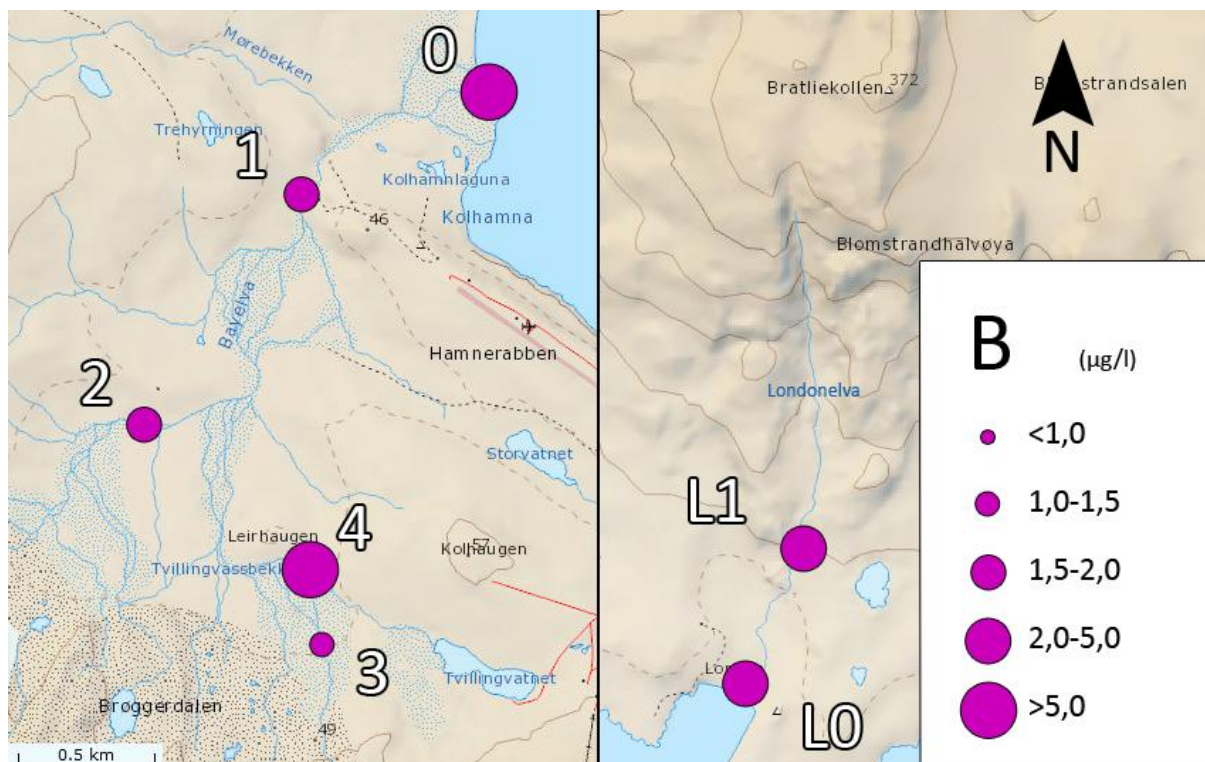 Mørebekken
0
Trehyrningen
1
Kolhamnlaguna
46
Kolhamna
Bayelva
Hamnerabben
2
Storvatnet
4
Leirhaugen
57
Kolhaugen
3
Tvillingvatnet
Brøggerdalen
49
0.5 km
Bratliekollen
372
N
Blomstrandhalvøya
Londonelva
L1
L0
B
(µg/l)
<1,0
1,0-1,5
1,5-2,0
2,0-5,0
>5,0